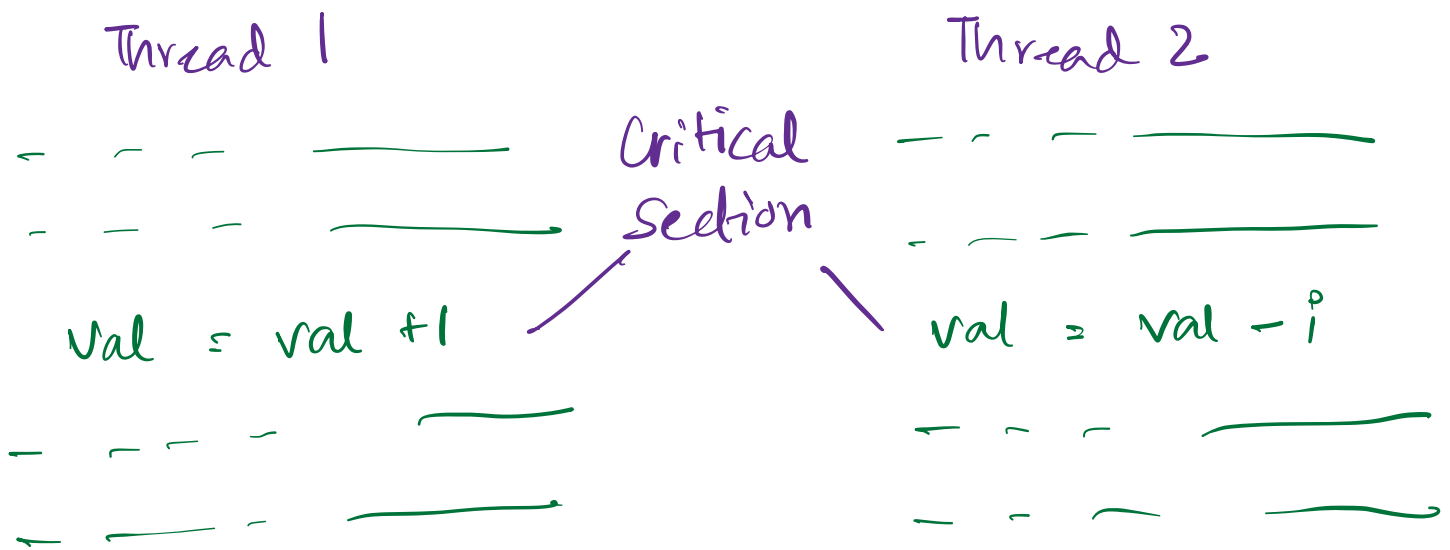 Thread 1
Thread 2
Critical
Section
val = val +1
val = val - i